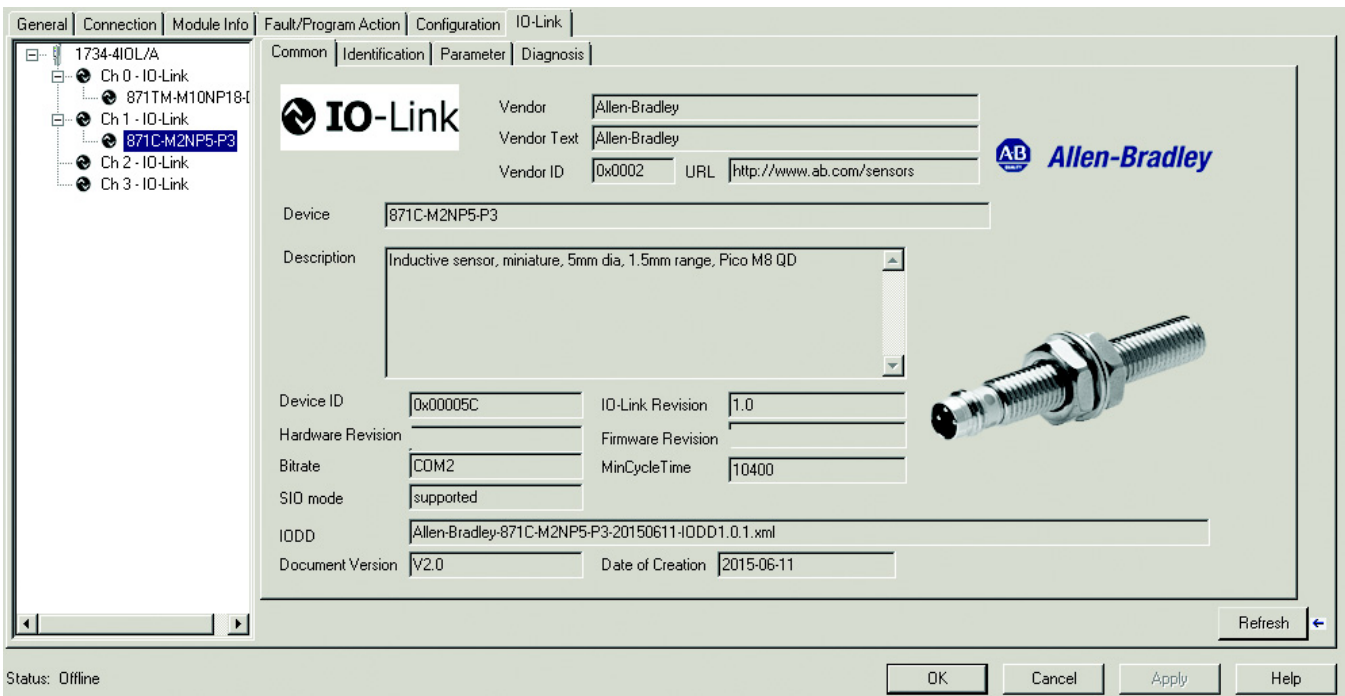 General Connection Module Info Fault/Program Action Configuration IO-Link
1734-4IOL/A
Ch 0 - IO-Link
871TM-M10NP18-D
Ch 1 - IO-Link
871C-M2NP5-P3
Ch 2 - IO-Link
Ch 3 - IO-Link
Common Identification Parameter Diagnosis
IO-Link
Vendor Allen-Bradley
Vendor Text Allen-Bradley
Vendor ID 0x0002 URL http://www.ab.com/sensors
AB Allen-Bradley
Device 871C-M2NP5-P3
Description Inductive sensor, miniature, 5mm dia, 1.5mm range, Pico M8 QD
Device ID 0x00005C IO-Link Revision 1.0
Hardware Revision Firmware Revision
Bitrate COM2 MinCycleTime 10400
SIO mode supported
IODD Allen-Bradley-871C-M2NP5-P3-20150611-IODD1.0.1.xml
Document Version V2.0 Date of Creation 2015-06-11
Refresh
Status: Offline OK Cancel Apply Help